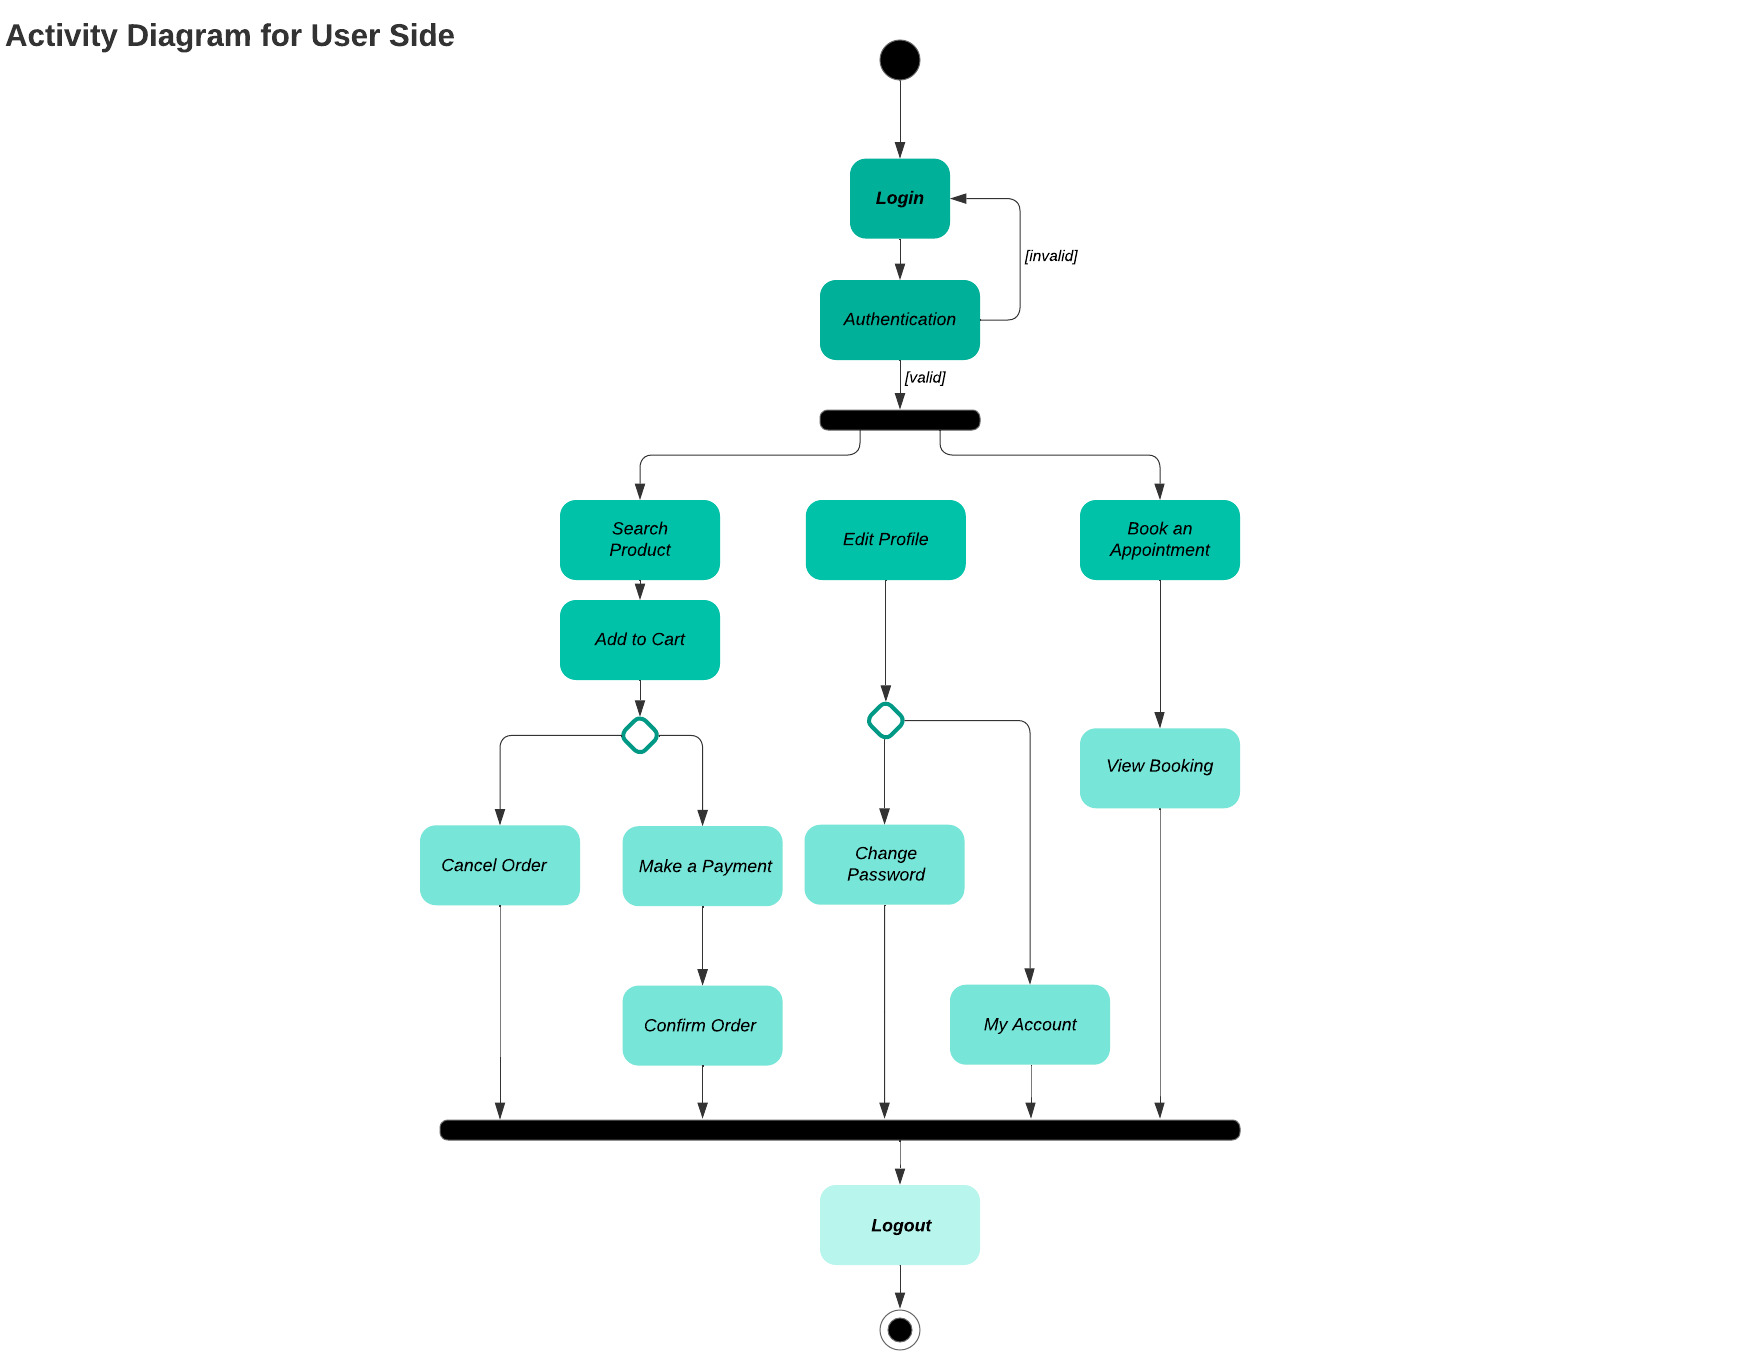 Activity Diagram for User Side
Login
[invalid]
Authentication
[valid]
Search
Product
Edit Profile
Book an
Appointment
Add to Cart
View Booking
Cancel Order
Make a Payment
Change
Password
Confirm Order
My Account
Logout